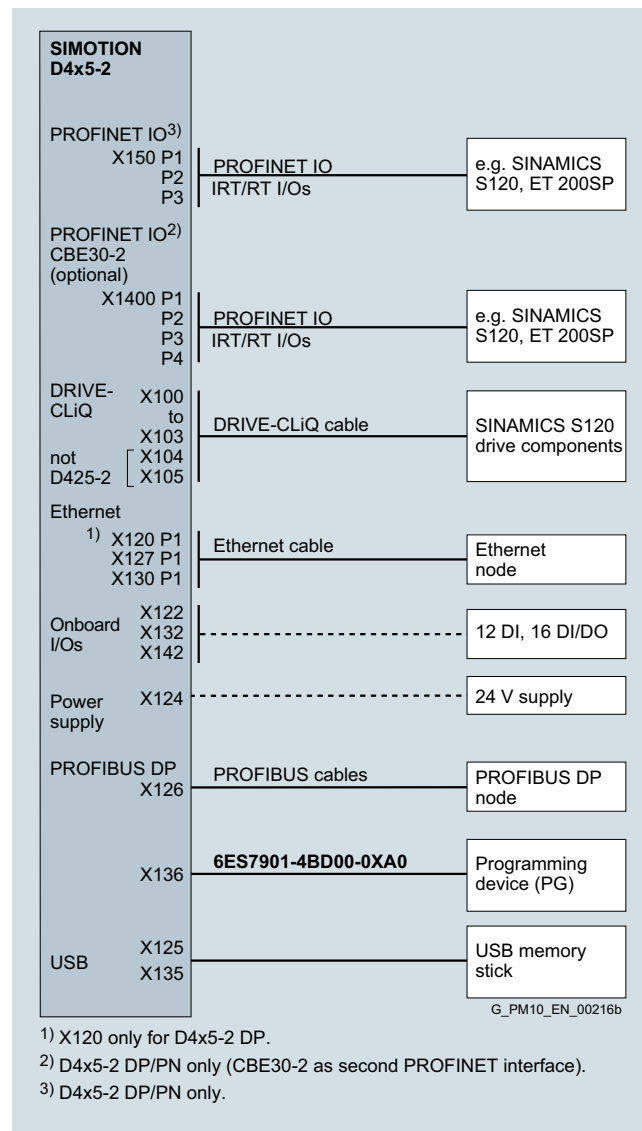 SIMOTION
D4x5-2
PROFINET IO3)
X150 P1
P2
P3
PROFINET IO
IRT/RT I/Os
e.g. SINAMICS
S120, ET 200SP
PROFINET IO2)
CBE30-2
(optional)
X1400 P1
P2
P3
P4
PROFINET IO
IRT/RT I/Os
e.g. SINAMICS
S120, ET 200SP
DRIVE-
CLiQ
X100
to
X103
not
D425-2
X104
X105
DRIVE-CLiQ cable
SINAMICS S120
drive components
Ethernet
1) X120 P1
X127 P1
X130 P1
Ethernet cable
Ethernet
node
Onboard
I/Os
X122
X132
X142
12 DI, 16 DI/DO
Power
supply
X124
24 V supply
PROFIBUS DP
X126
PROFIBUS cables
PROFIBUS DP
node
X136
6ES7901-4BD00-0XA0
Programming
device (PG)
USB
X125
X135
USB memory
stick
G_PM10_EN_00216b
1) X120 only for D4x5-2 DP.
2) D4x5-2 DP/PN only (CBE30-2 as second PROFINET interface).
3) D4x5-2 DP/PN only.